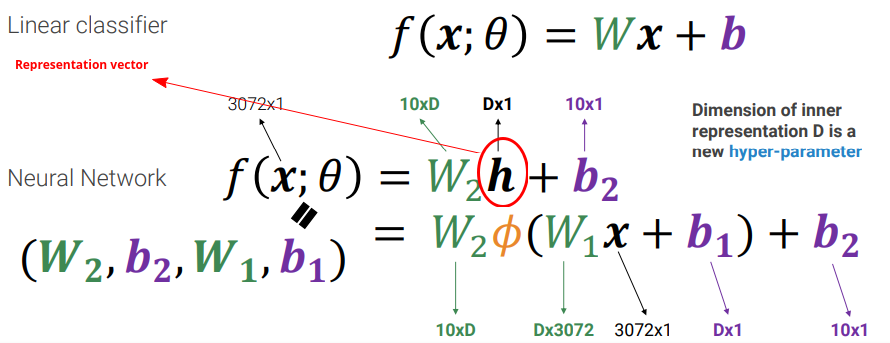 Linear classifier
f(x; θ) = Wx + b
Representation vector
3072x1
10xD
Dx1
10x1
Dimension of inner
representation D is a
new hyper-parameter
Neural Network
f(x; θ) = W₂h + b₂
= W₂ϕ(W₁x + b₁) + b₂
(W₂, b₂, W₁, b₁)
10xD
Dx3072
3072x1
Dx1
10x1